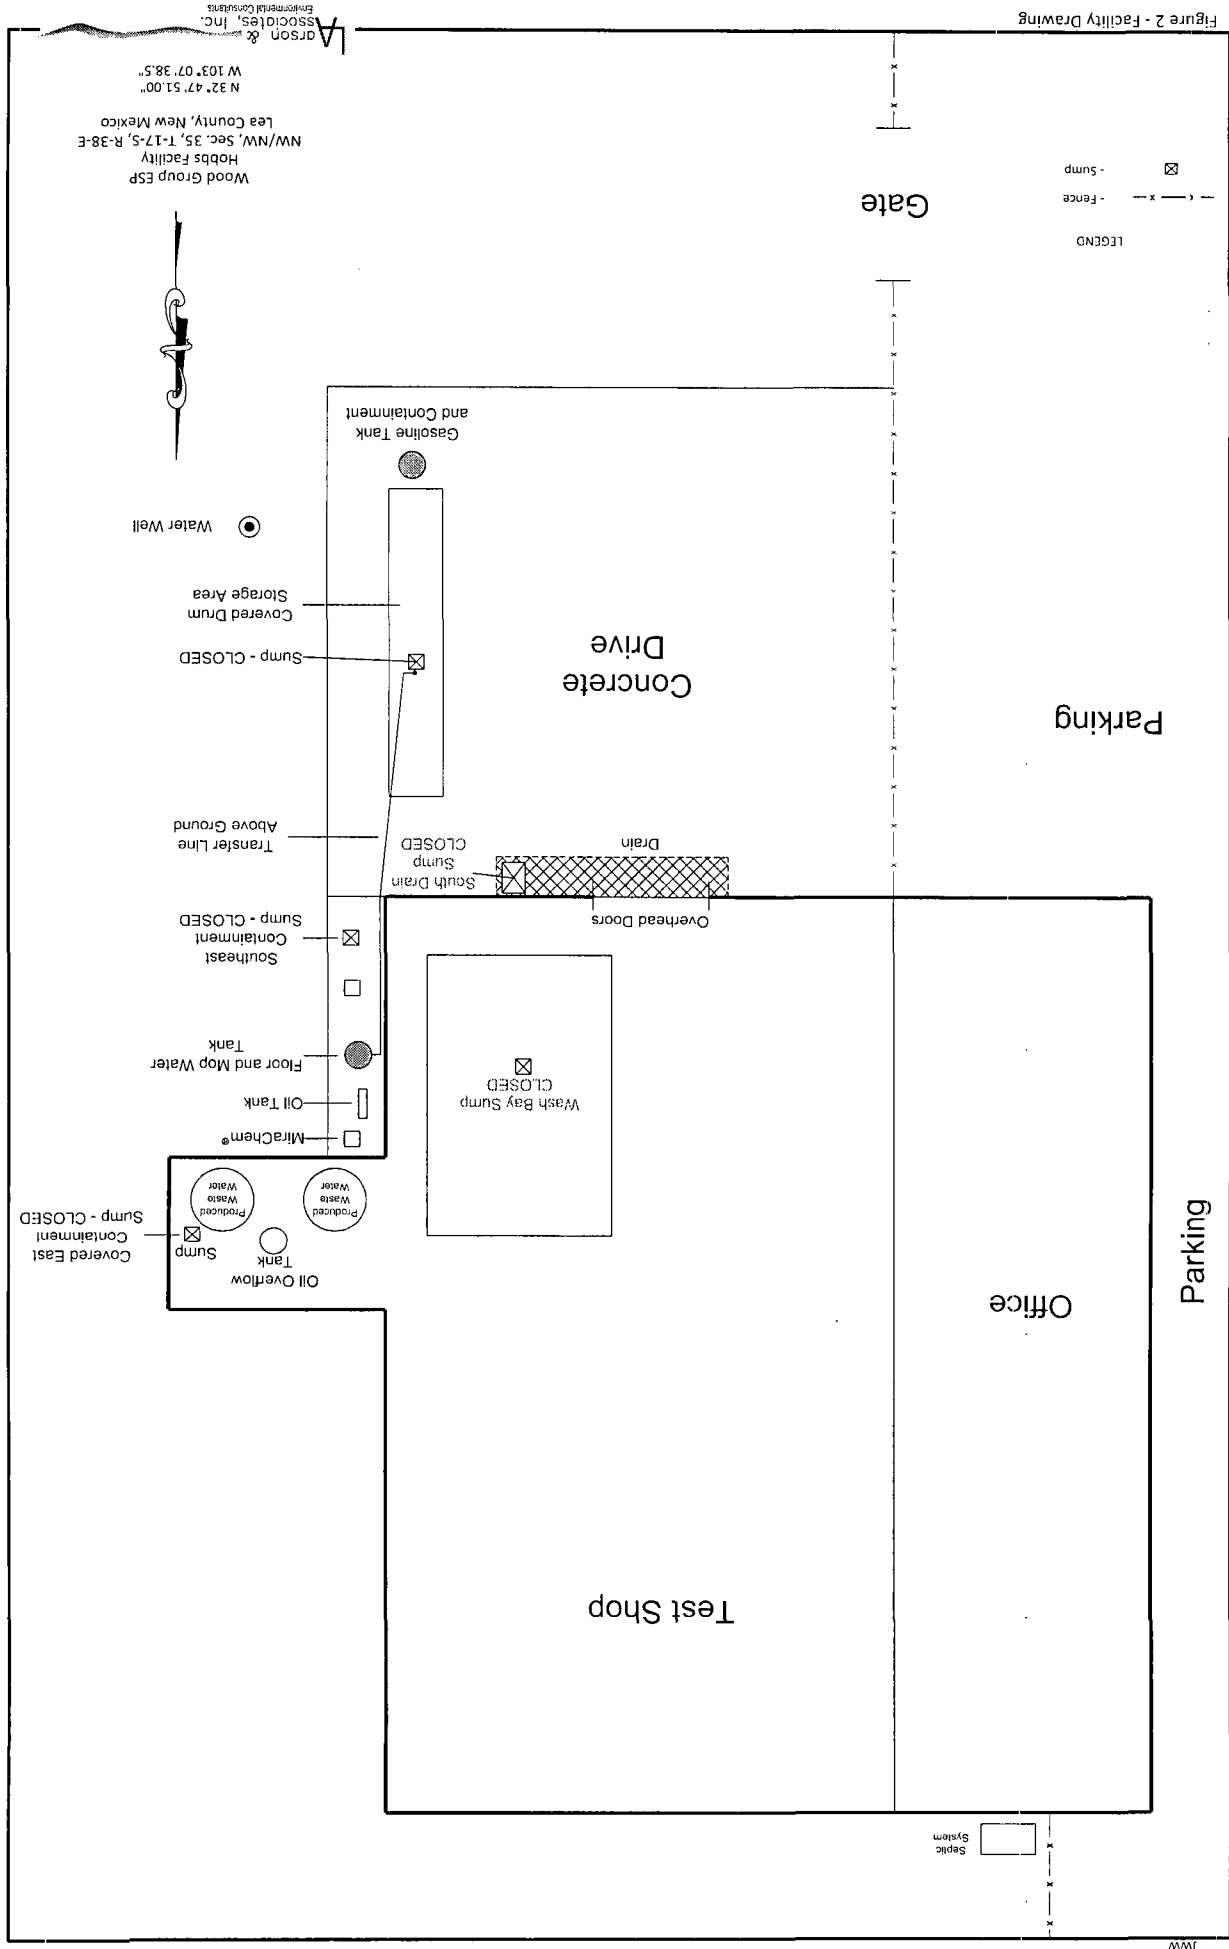 JWW
Septic
System
Test Shop
Office
Parking
Oil Overflow
Tank
Sump
Covered East
Containment
Sump - CLOSED
Produced
Waste
Water
Produced
Waste
Water
MiraChem®
Oil Tank
Floor and Mop Water
Tank
Wash Bay Sump
CLOSED
Southeast
Containment
Sump - CLOSED
Overhead Doors
South Drain
Sump
CLOSED
Drain
Above Ground
Transfer Line
Parking
Concrete
Drive
Sump - CLOSED
Covered Drum
Storage Area
Water Well
Gasoline Tank
and Containment
Gate
LEGEND
- Fence
- Sump
Wood Group ESP
Hobbs Facility
NW/NW, Sec. 35, T-17-S, R-38-E
Lea County, New Mexico
N 32° 47' 51.00"
W 103° 07' 38.5"
Larson &
Associates, Inc.
Environmental Consultants
Figure 2 - Facility Drawing